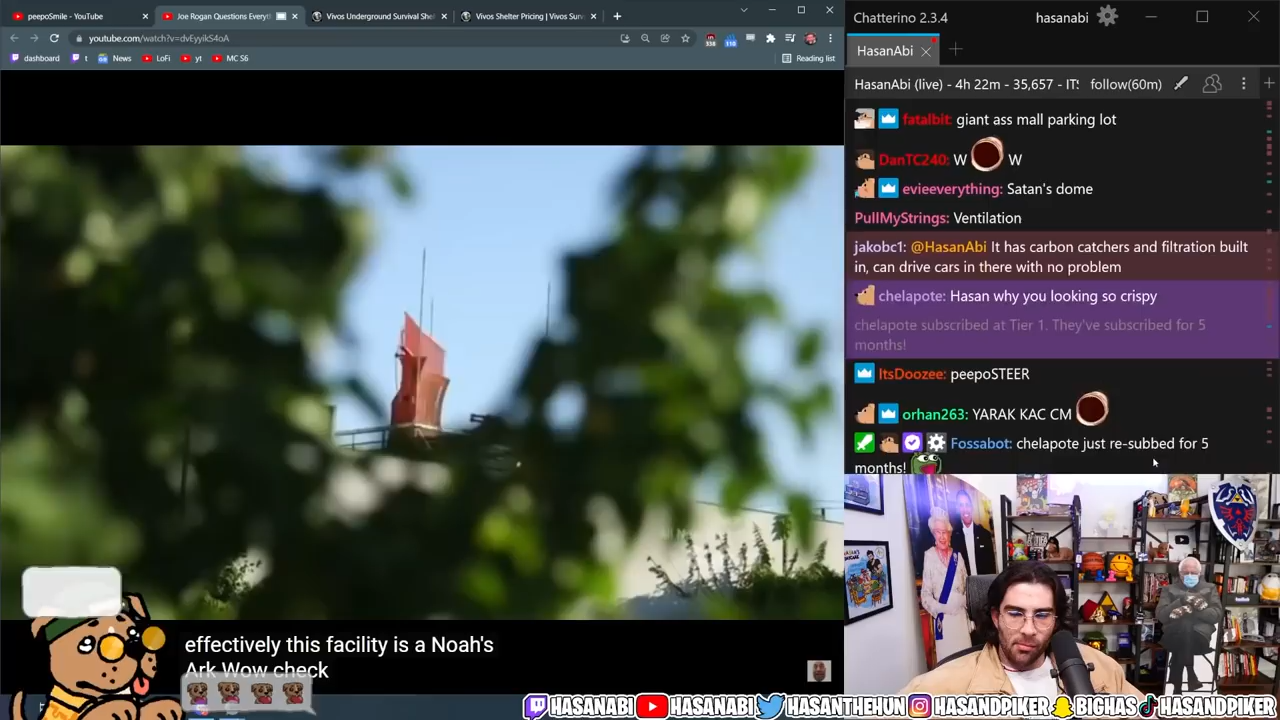 peepoSmile - YouTube
Joe Rogan Questions Everyt
Vivos Underground Survival She
Vivos Shelter Pricing | Vivos Surv
youtube.com/watch?v=dvEyyikS4oA
338
118
dashboard
t
News
LoFi
yt
MC S6
Reading list
effectively this facility is a Noah's
Ark Wow check
Chatterino 2.3.4
hasanabi
HasanAbi
HasanAbi (live) - 4h 22m - 35,657 - IT:
follow(60m)
fatalbit: giant ass mall parking lot
DanTC240: W W
evieeverything: Satan's dome
PullMyStrings: Ventilation
jakobc1: @HasanAbi It has carbon catchers and filtration built
in, can drive cars in there with no problem
chelapote: Hasan why you looking so crispy
chelapote subscribed at Tier 1. They've subscribed for 5
months!
ItsDoozee: peepoSTEER
orhan263: YARAK KAC CM
Fossabot: chelapote just re-subbed for 5
months!
HASANABI HASANABI HASANTHEHUN HASANDPIKER BIGHAS HASANDPIKER